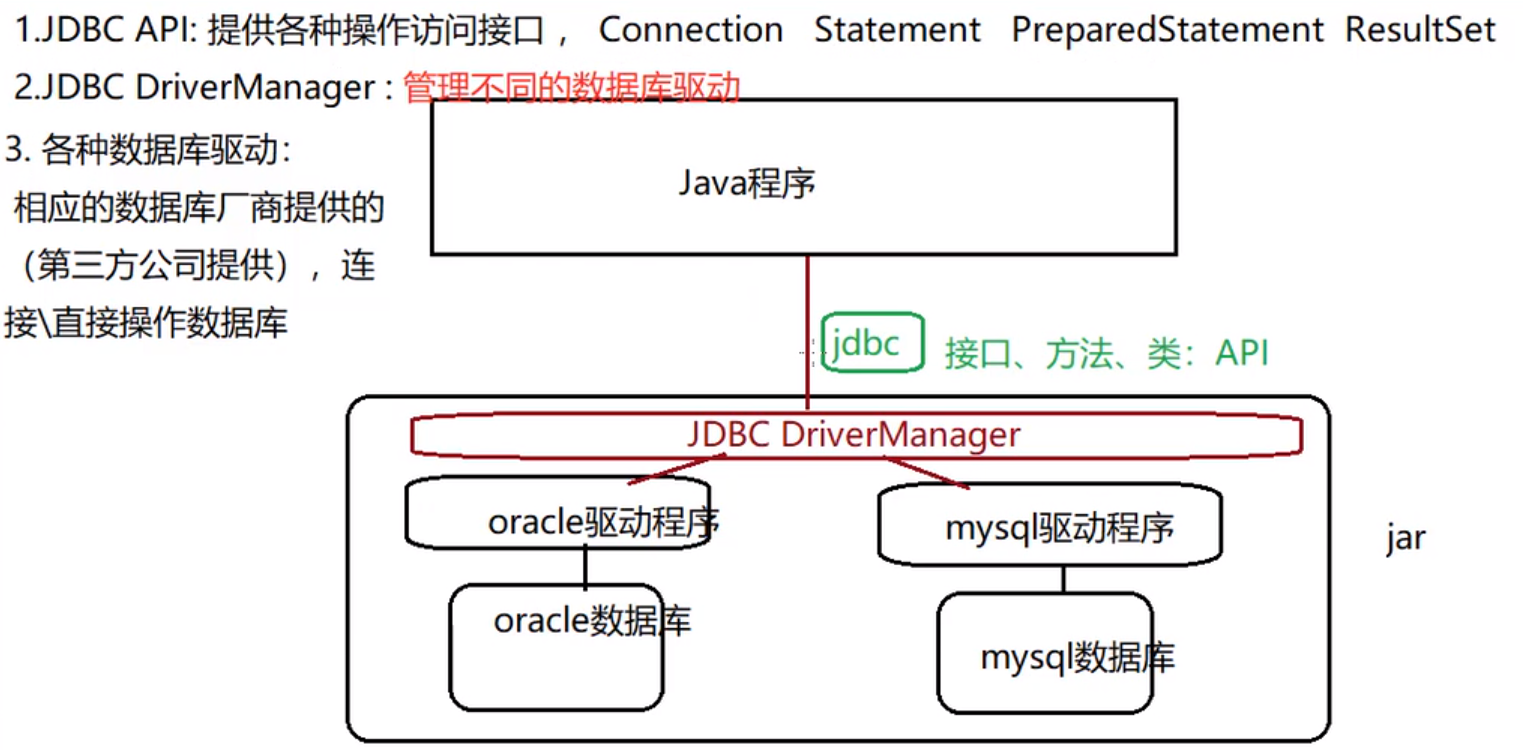 1.JDBC API: 提供各种操作访问接口， Connection Statement PreparedStatement ResultSet
2.JDBC DriverManager : 管理不同的数据库驱动
3. 各种数据库驱动：
相应的数据库厂商提供的
（第三方公司提供），连
接\直接操作数据库
Java程序
jdbc 接口、方法、类：API
JDBC DriverManager
oracle驱动程序 mysql驱动程序 jar
oracle数据库
mysql数据库